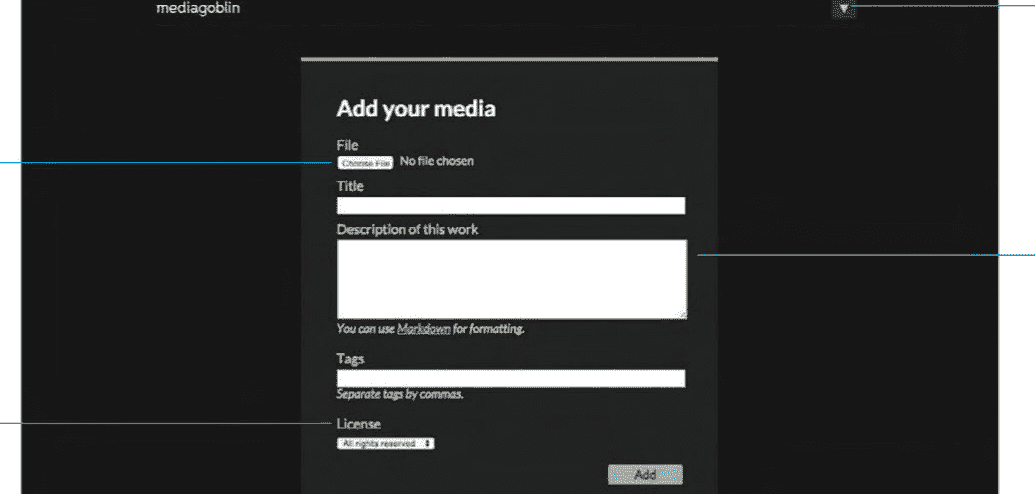 mediagoblin
Add your media
File
Choose File No file chosen
Title
Description of this work
You can use Markdown for formatting.
Tags
Separate tags by commas.
License
All rights reserved
Add